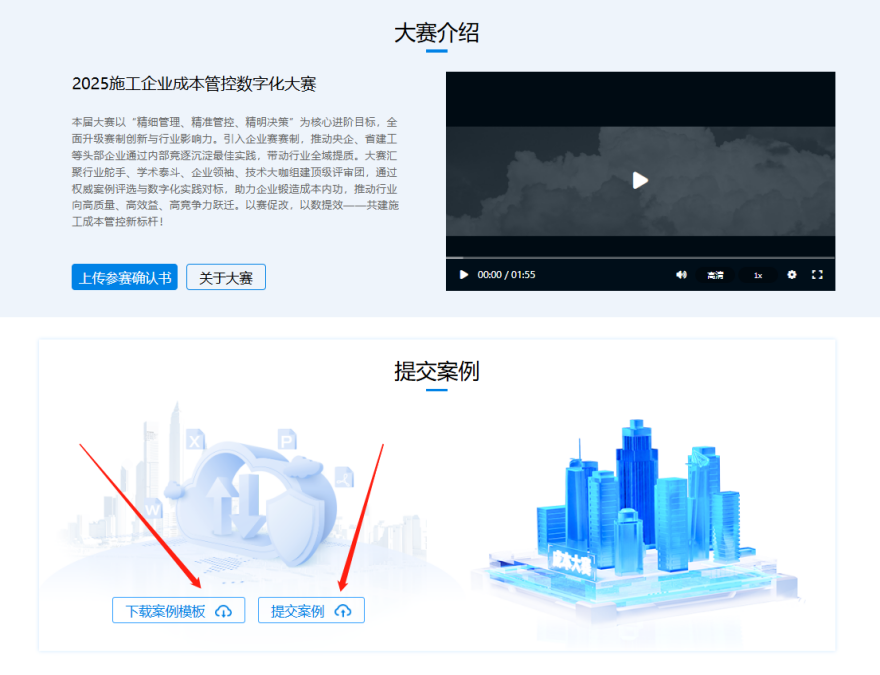 大赛介绍
2025施工企业成本管控数字化大赛
本届大赛以“精细管理、精准管控、精明决策”为核心进阶目标，全
面升级赛制创新与行业影响力。引入企业赛赛制，推动央企、省建工
等头部企业通过内部竞逐沉淀最佳实践，带动行业全域提质。大赛汇
聚行业舵手、学术泰斗、企业领袖、技术大咖组建顶级评审团，通过
权威案例评选与数字化实践对标，助力企业锻造成本内功，推动行业
向高质量、高效益、高竞争力跃迁。以赛促改，以数提效——共建施
工成本管控新标杆！
上传参赛确认书
关于大赛
00:00 / 01:55
高清
1x
提交案例
X
P
W
成本大赛
下载案例模板
提交案例